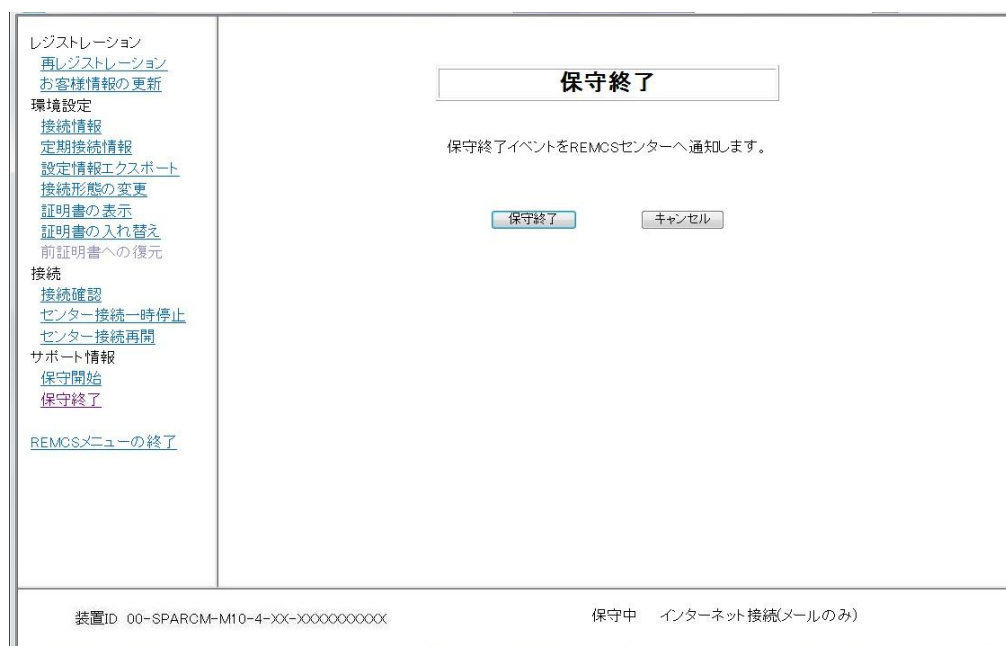 レジストレーション
再レジストレーション
お客様情報の更新
環境設定
接続情報
定期接続情報
設定情報エクスポート
接続形態の変更
証明書の表示
証明書の入れ替え
前証明書への復元
接続
接続確認
センター接続一時停止
センター接続再開
サポート情報
保守開始
保守終了
REMCSメニューの終了
保守終了
保守終了イベントをREMCSセンターへ通知します。
保守終了 キャンセル
装置ID 00-SPARCM-M10-4-XX-XXXXXXXXXX 保守中 インターネット接続(メールのみ)